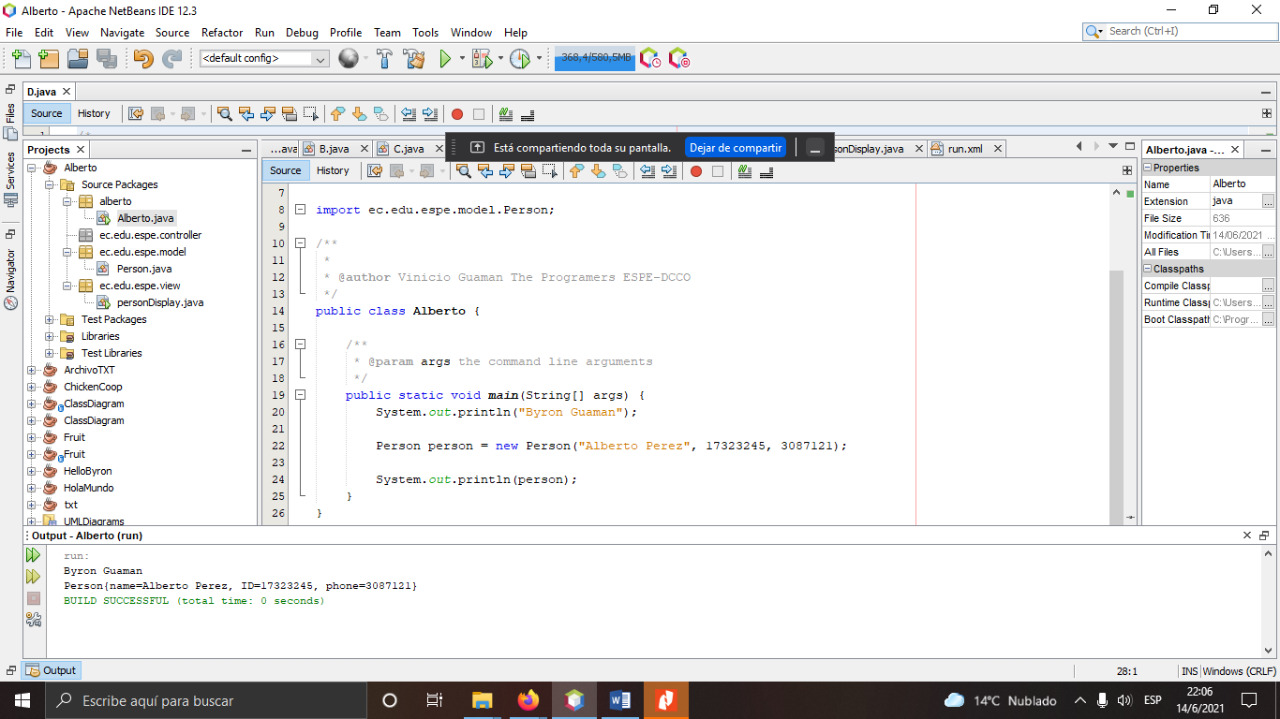 Alberto - Apache NetBeans IDE 12.3
File Edit View Navigate Source Refactor Run Debug Profile Team Tools Window Help
Search (Ctrl+I)
<default config>
368,4/580,5MB
D.java
Source History
Files
Services
Navigator
Projects
Alberto
Source Packages
alberto
Alberto.java
ec.edu.espe.controller
ec.edu.espe.model
Person.java
ec.edu.espe.view
personDisplay.java
Test Packages
Libraries
Test Libraries
ArchivoTXT
ChickenCoop
ClassDiagram
ClassDiagram
Fruit
Fruit
HelloByron
HolaMundo
txt
UMLDiagrams
...ave B.java C.java
Está compartiendo toda su pantalla. Dejar de compartir
sonDisplay.java run.xml
Source History
7
8 import ec.edu.espe.model.Person;
9
10 /**
11 *
12 * @author Vinicio Guaman The Programers ESPE-DCCO
13 */
14 public class Alberto {
15
16 /**
17 * @param args the command line arguments
18 */
19 public static void main(String[] args) {
20 System.out.println("Byron Guaman");
21
22 Person person = new Person("Alberto Perez", 17323245, 3087121);
23
24 System.out.println(person);
25 }
26 }
Alberto.java -...
Properties
Name Alberto
Extension java ...
File Size 636
Modification Ti 14/06/2021 ...
All Files C:\Users... ...
Classpaths
Compile Classp ...
Runtime Classp C:\Users... ...
Boot Classpath C:\Progr... ...
Output - Alberto (run)
run:
Byron Guaman
Person{name=Alberto Perez, ID=17323245, phone=3087121}
BUILD SUCCESSFUL (total time: 0 seconds)
Output
28:1 INS Windows (CRLF)
Escribe aquí para buscar
14°C Nublado
ESP
22:06
14/6/2021